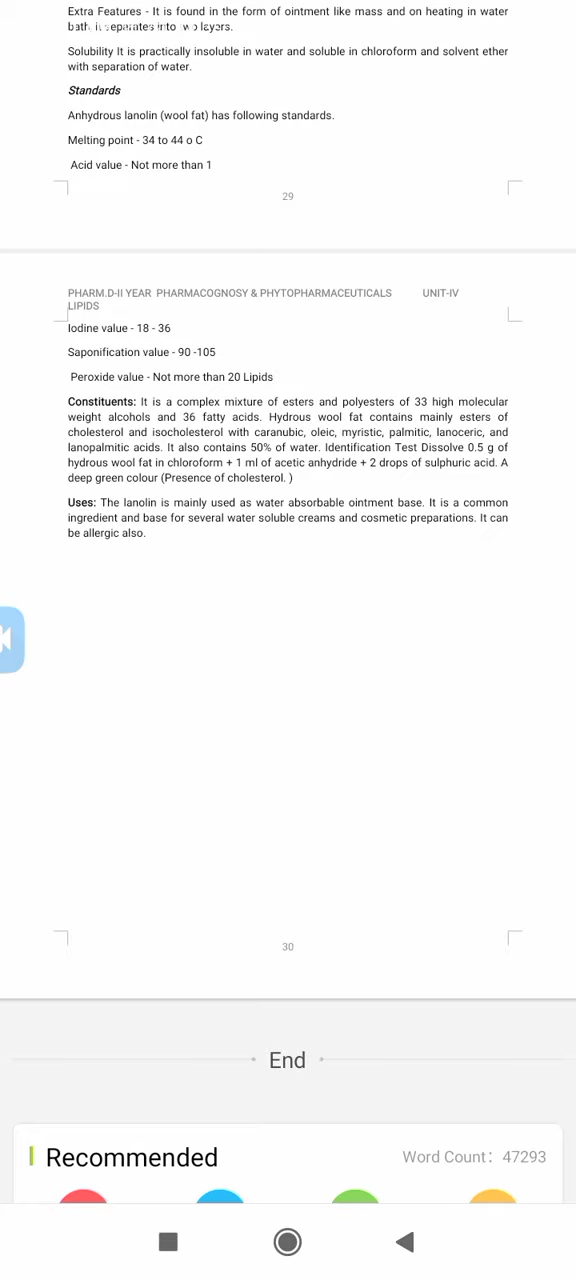 Extra Features - It is found in the form of ointment like mass and on heating in water
bath it separates into two layers.
Solubility It is practically insoluble in water and soluble in chloroform and solvent ether
with separation of water.
Standards
Anhydrous lanolin (wool fat) has following standards.
Melting point - 34 to 44 o C
Acid value - Not more than 1
29
PHARM.D-II YEAR PHARMACOGNOSY & PHYTOPHARMACEUTICALS UNIT-IV
LIPIDS
Iodine value - 18 - 36
Saponification value - 90 -105
Peroxide value - Not more than 20 Lipids
Constituents: It is a complex mixture of esters and polyesters of 33 high molecular
weight alcohols and 36 fatty acids. Hydrous wool fat contains mainly esters of
cholesterol and isocholesterol with caranubic, oleic, myristic, palmitic, lanoceric, and
lanopalmitic acids. It also contains 50% of water. Identification Test Dissolve 0.5 g of
hydrous wool fat in chloroform + 1 ml of acetic anhydride + 2 drops of sulphuric acid. A
deep green colour (Presence of cholesterol. )
Uses: The lanolin is mainly used as water absorbable ointment base. It is a common
ingredient and base for several water soluble creams and cosmetic preparations. It can
be allergic also.
30
End
Recommended Word Count: 47293